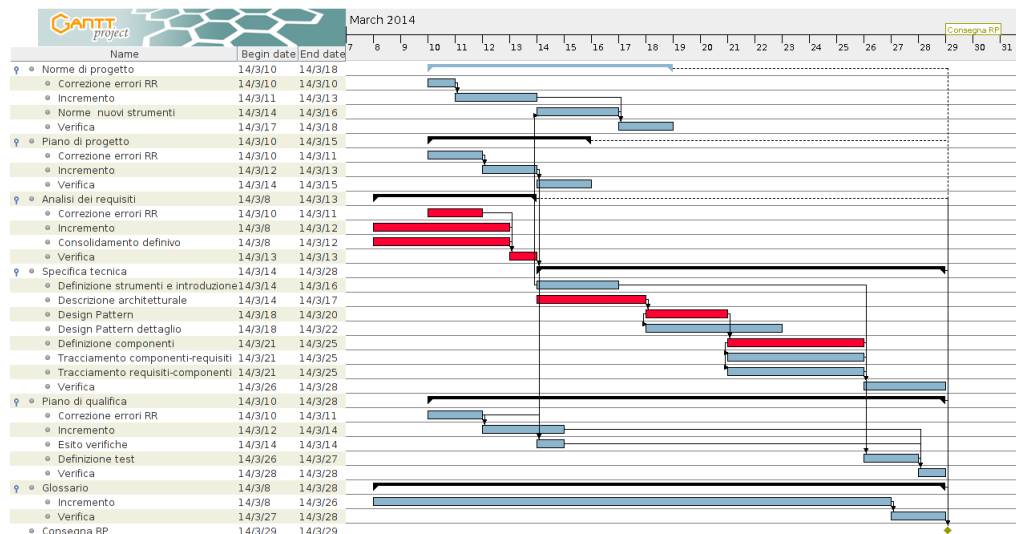 GANTT
project
March 2014
Consegna RP
7 8 9 10 11 12 13 14 15 16 17 18 19 20 21 22 23 24 25 26 27 28 29 30 31
Name Begin date End date
Norme di progetto 14/3/10 14/3/18
Correzione errori RR 14/3/10 14/3/10
Incremento 14/3/11 14/3/13
Norme nuovi strumenti 14/3/14 14/3/16
Verifica 14/3/17 14/3/18
Piano di progetto 14/3/10 14/3/15
Correzione errori RR 14/3/10 14/3/11
Incremento 14/3/12 14/3/13
Verifica 14/3/14 14/3/15
Analisi dei requisiti 14/3/8 14/3/13
Correzione errori RR 14/3/10 14/3/11
Incremento 14/3/8 14/3/12
Consolidamento definivo 14/3/8 14/3/12
Verifica 14/3/13 14/3/13
Specifica tecnica 14/3/14 14/3/28
Definizione strumenti e introduzione 14/3/14 14/3/16
Descrizione architetturale 14/3/14 14/3/17
Design Pattern 14/3/18 14/3/20
Design Pattern dettaglio 14/3/18 14/3/22
Definizione componenti 14/3/21 14/3/25
Tracciamento componenti-requisiti 14/3/21 14/3/25
Tracciamento requisiti-componenti 14/3/21 14/3/25
Verifica 14/3/26 14/3/28
Piano di qualifica 14/3/10 14/3/28
Correzione errori RR 14/3/10 14/3/11
Incremento 14/3/12 14/3/14
Esito verifiche 14/3/14 14/3/14
Definizione test 14/3/26 14/3/27
Verifica 14/3/28 14/3/28
Glossario 14/3/8 14/3/28
Incremento 14/3/8 14/3/26
Verifica 14/3/27 14/3/28
Consegna RP 14/3/29 14/3/29